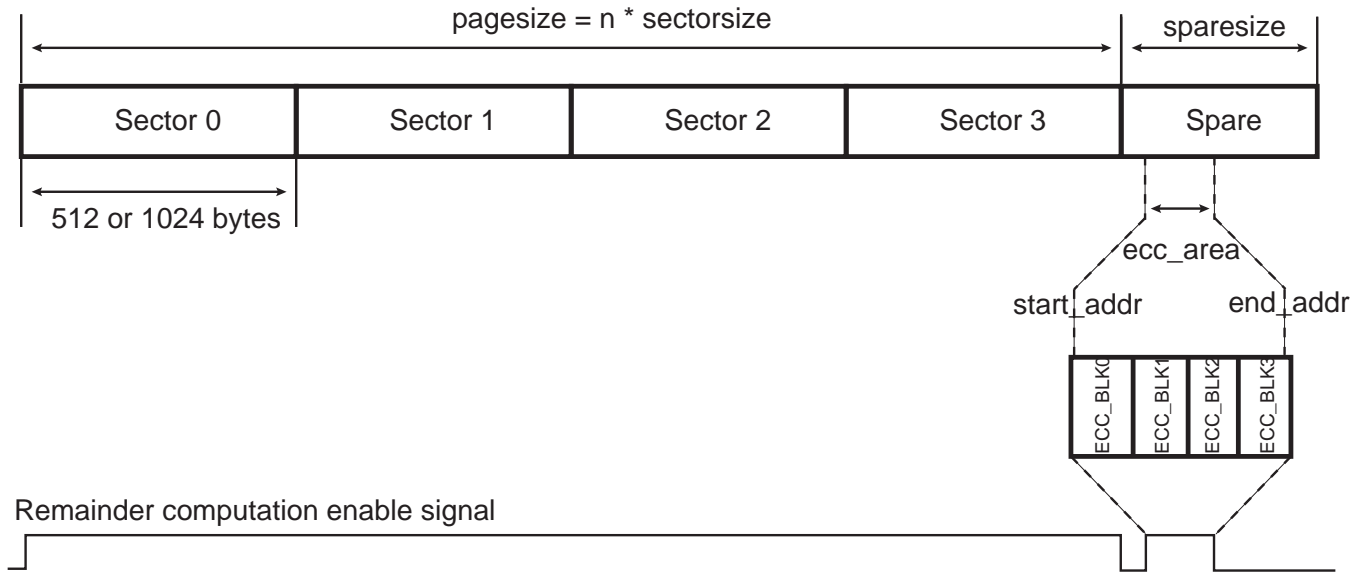 pagesize = n * sectorsize
sparesize
Sector 0
Sector 1
Sector 2
Sector 3
Spare
512 or 1024 bytes
ecc_area
start_addr
end_addr
ECC_BLK0
ECC_BLK1
ECC_BLK2
ECC_BLK3
Remainder computation enable signal